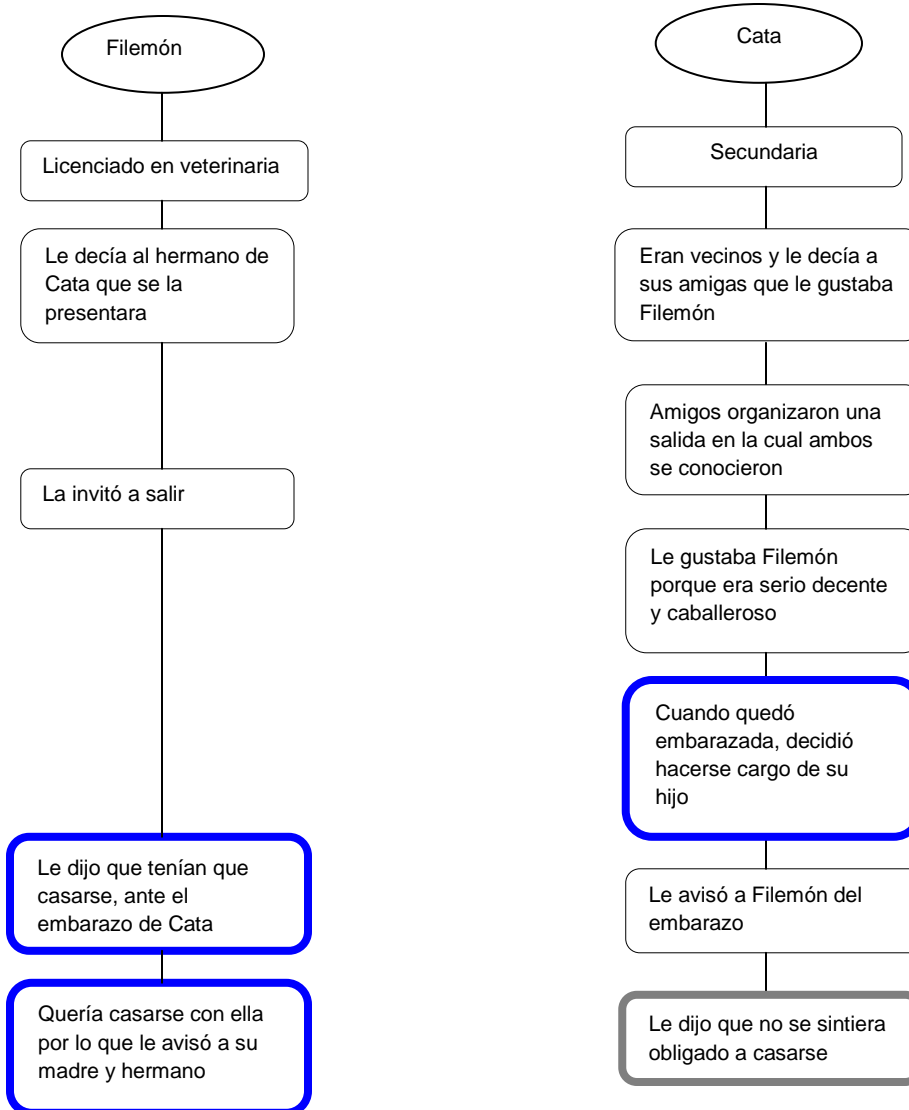 Filemón
Licenciado en veterinaria
Le decía al hermano de
Cata que se la
presentara
La invitó a salir
Le dijo que tenían que
casarse, ante el
embarazo de Cata
Quería casarse con ella
por lo que le avisó a su
madre y hermano
Cata
Secundaria
Eran vecinos y le decía a
sus amigas que le gustaba
Filemón
Amigos organizaron una
salida en la cual ambos
se conocieron
Le gustaba Filemón
porque era serio decente
y caballeroso
Cuando quedó
embarazada, decidió
hacerse cargo de su
hijo
Le avisó a Filemón del
embarazo
Le dijo que no se sintiera
obligado a casarse